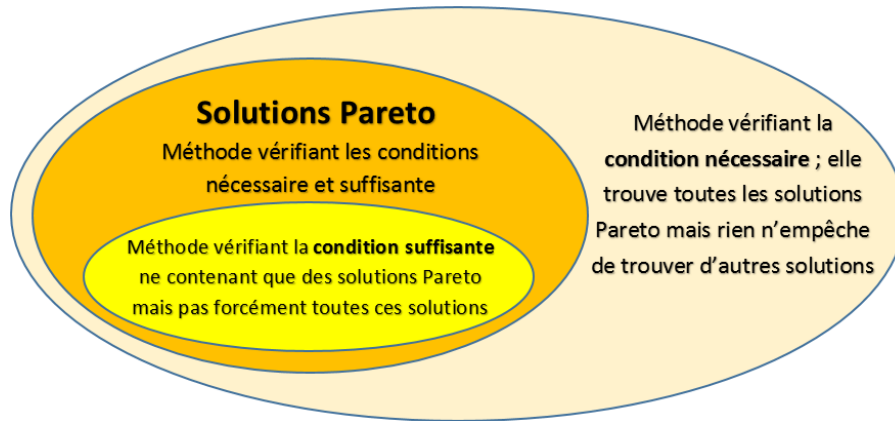 Solutions Pareto
Méthode vérifiant les conditions
nécessaire et suffisante
Méthode vérifiant la condition suffisante
ne contenant que des solutions Pareto
mais pas forcément toutes ces solutions
Méthode vérifiant la
condition nécessaire ; elle
trouve toutes les solutions
Pareto mais rien n’empêche
de trouver d’autres solutions